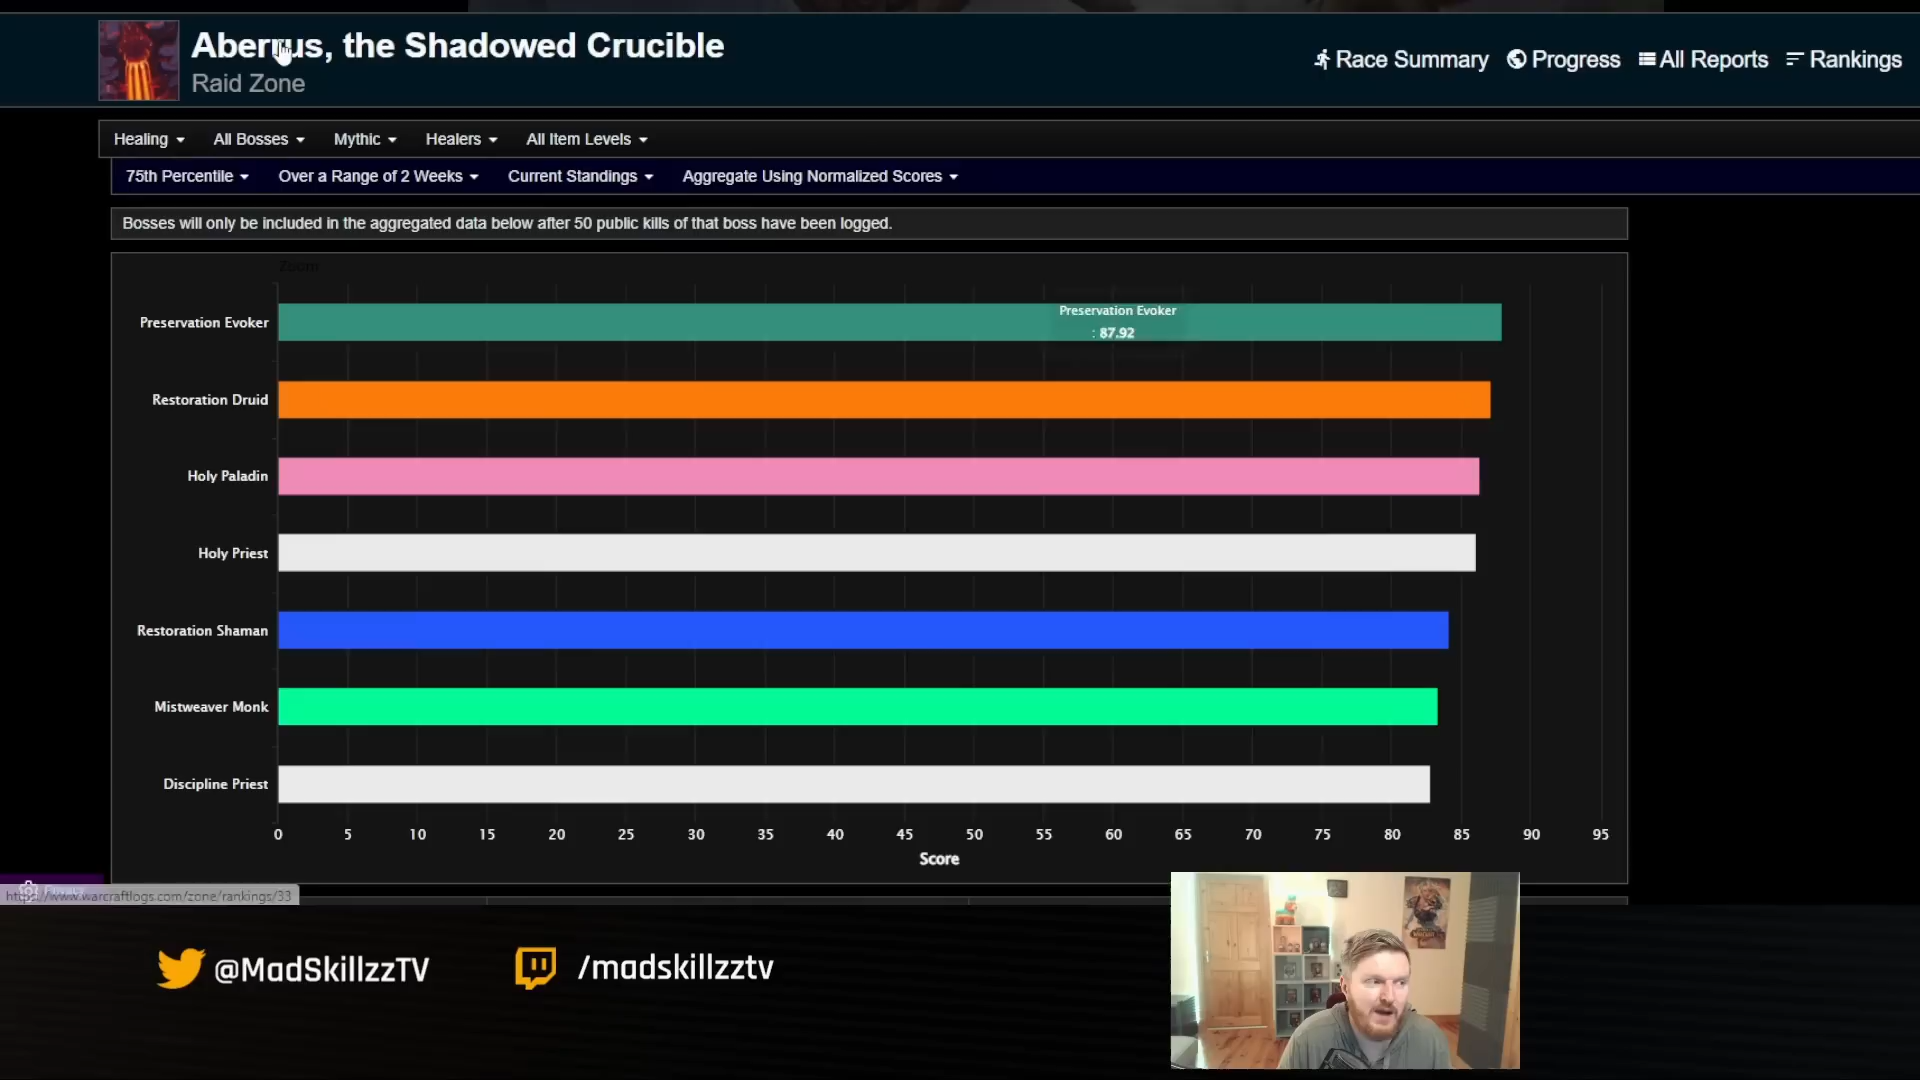 Aberrus, the Shadowed Crucible
Raid Zone
Race Summary Progress All Reports Rankings
Healing All Bosses Mythic Healers All Item Levels
75th Percentile Over a Range of 2 Weeks Current Standings Aggregate Using Normalized Scores
Bosses will only be included in the aggregated data below after 50 public kills of that boss have been logged.
Zoom
Preservation Evoker
Preservation Evoker
: 87.92
Restoration Druid
Holy Paladin
Holy Priest
Restoration Shaman
Mistweaver Monk
Discipline Priest
0 5 10 15 20 25 30 35 40 45 50 55 60 65 70 75 80 85 90 95
Score
Privacy
https://www.warcraftlogs.com/zone/rankings/33
@MadSkillzzTV
/madskillzztv